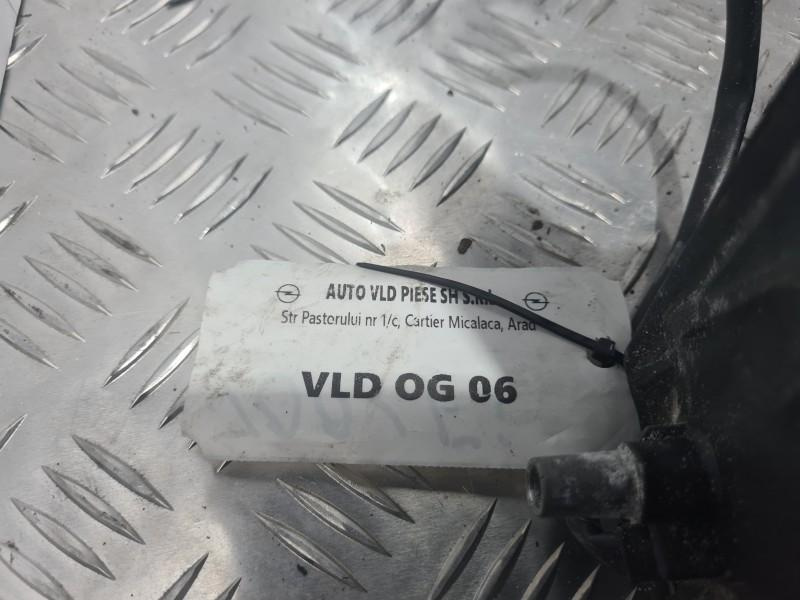 AUTO VLD PIESE SH S.R.L
Str Pastorului nr 1/c, Cartier Micalaca, Arad
VLD OG 06